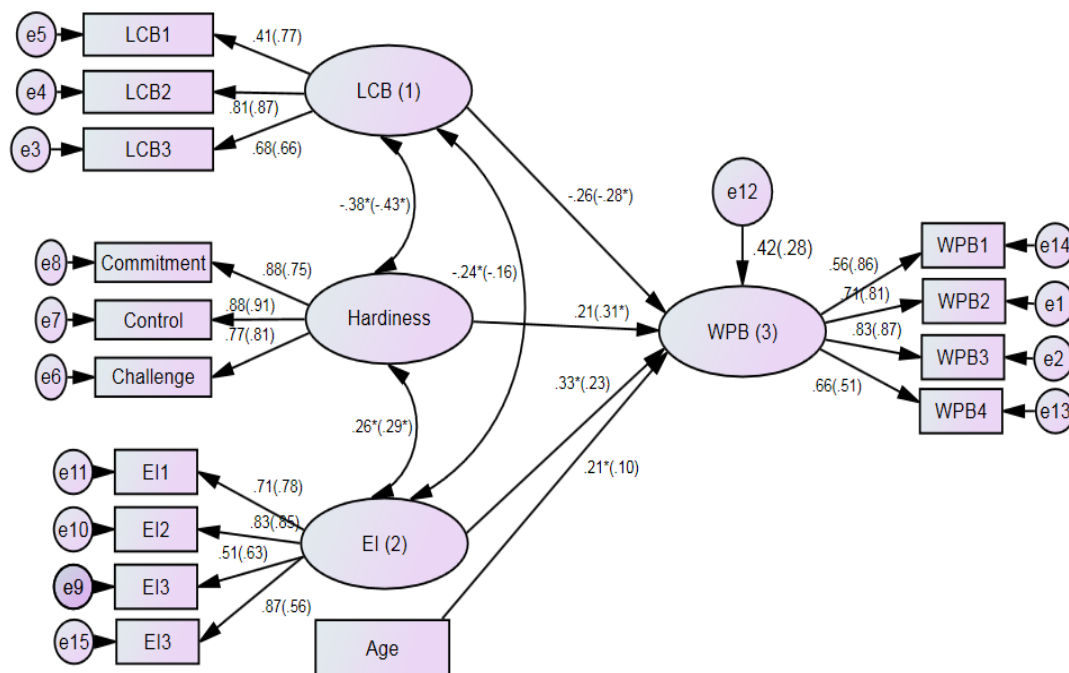 e5
LCB1
.41(.77)
e4
LCB2
.81(.87)
e3
LCB3
.68(.66)
LCB (1)
-.38*(-.43*)
-.24*(-.16)
-.26(-.28*)
e12
.42(.28)
e8
Commitment
.88(.75)
e7
Control
.88(.91)
e6
Challenge
.77(.81)
Hardiness
.21(.31*)
WPB (3)
.56(.86)
WPB1
e14
.71(.81)
WPB2
e1
.83(.87)
WPB3
e2
.66(.51)
WPB4
e13
.26*(.29*)
.33*(.23)
.21*(.10)
e11
EI1
.71(.78)
e10
EI2
.83(.85)
e9
EI3
.51(.63)
e15
EI3
.87(.56)
EI (2)
Age